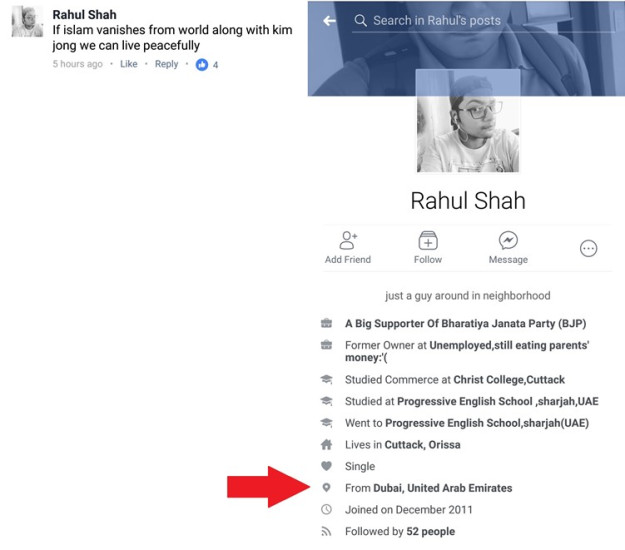 Rahul Shah
If islam vanishes from world along with kim
jong we can live peacefully
5 hours ago • Like • Reply • 4
Search in Rahul's posts
Rahul Shah
Add Friend
Follow
Message
just a guy around in neighborhood
A Big Supporter Of Bharatiya Janata Party (BJP)
Former Owner at Unemployed,still eating parents'
money:'(
Studied Commerce at Christ College,Cuttack
Studied at Progressive English School ,sharjah,UAE
Went to Progressive English School,sharjah(UAE)
Lives in Cuttack, Orissa
Single
From Dubai, United Arab Emirates
Joined on December 2011
Followed by 52 people